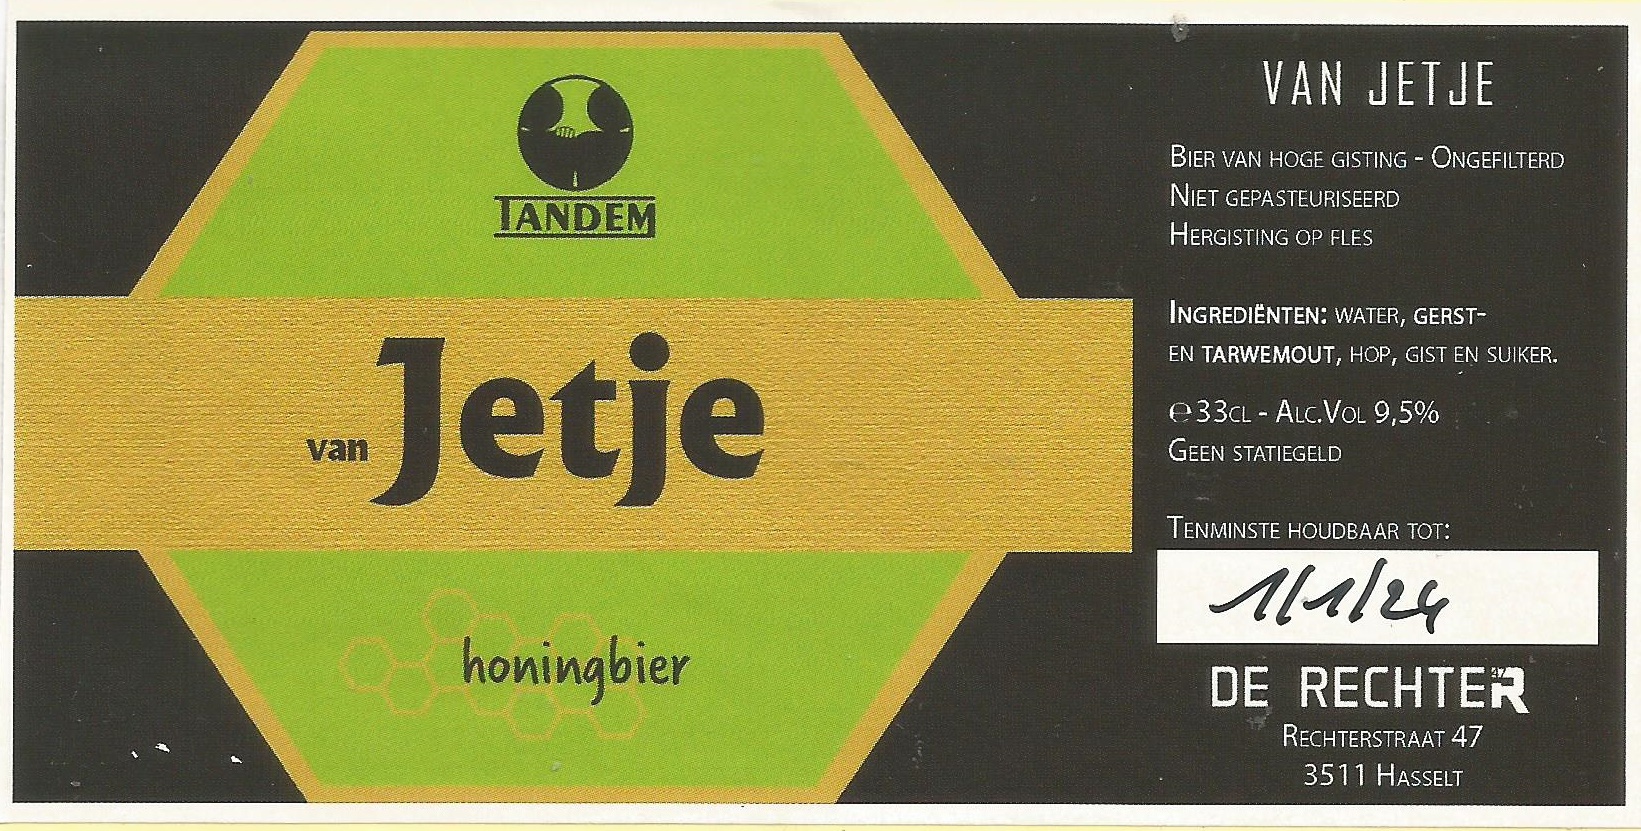 TANDEM
van Jetje
honingbier
VAN JETJE
BIER VAN HOGE GISTING - ONGEFILTERD
NIET GEPASTEURISEERD
HERGISTING OP FLES
INGREDIËNTEN: WATER, GERST-
EN TARWEMOUT, HOP, GIST EN SUIKER.
℮33CL - ALC.VOL 9,5%
GEEN STATIEGELD
TENMINSTE HOUDBAAR TOT:
1/1/24
DE RECHTER
47
RECHTERSTRAAT 47
3511 HASSELT